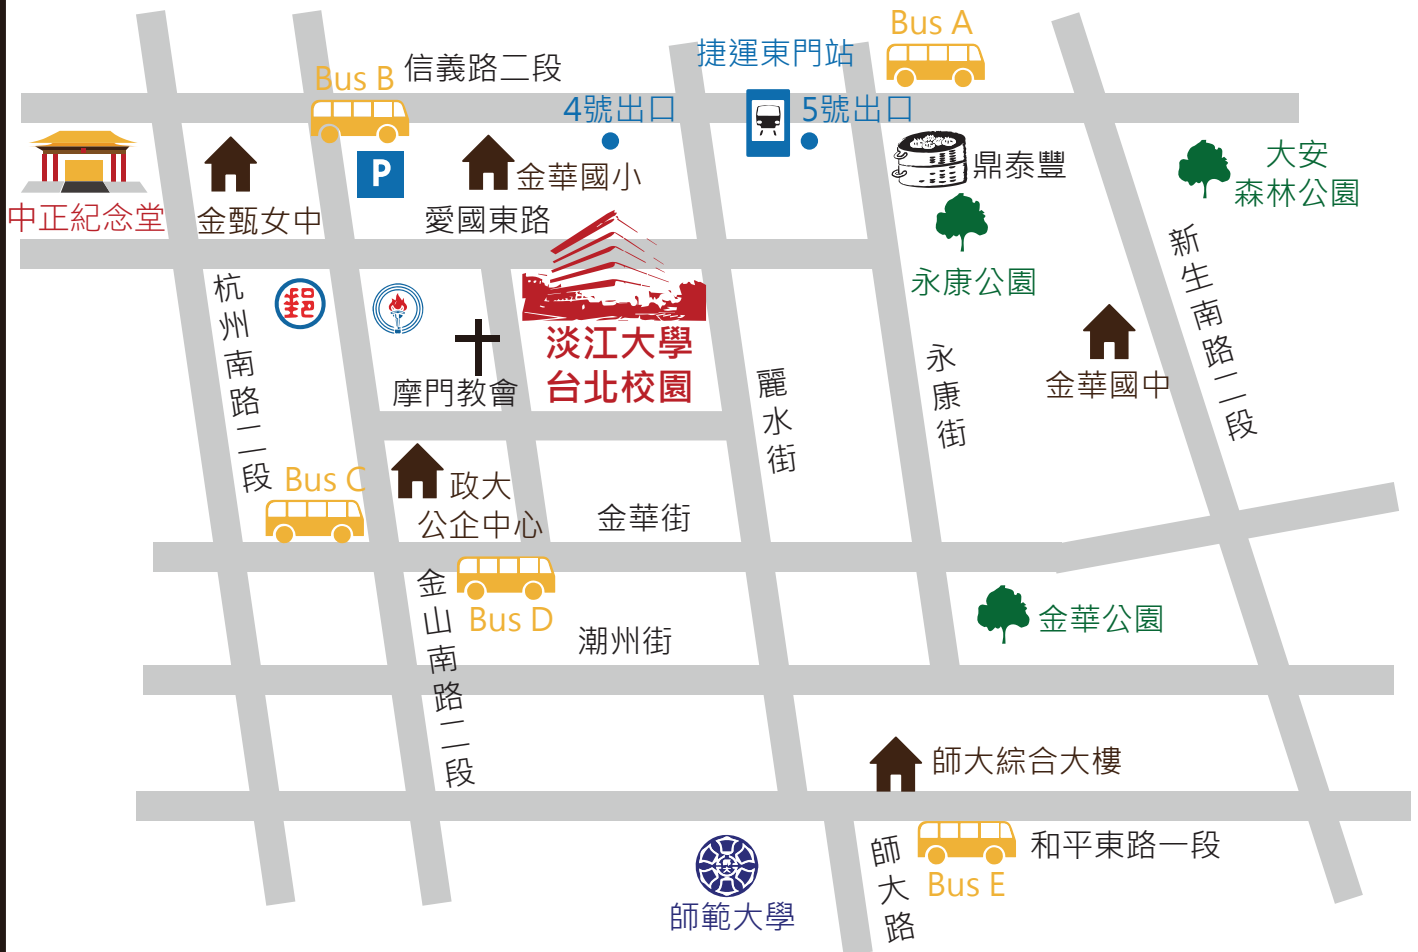 Bus A
捷運東門站
Bus B
信義路二段
4號出口
5號出口
P
鼎泰豐
大安
森林公園
金華國小
中正紀念堂
金甄女中
愛國東路
永康公園
新生南路二段
杭州南路二段
郵
淡江大學
台北校園
摩門教會
麗水街
永康街
金華國中
Bus C
政大
公企中心
金華街
金山南路二段
Bus D
潮州街
金華公園
師大綜合大樓
和平東路一段
Bus E
師大路
師範大學